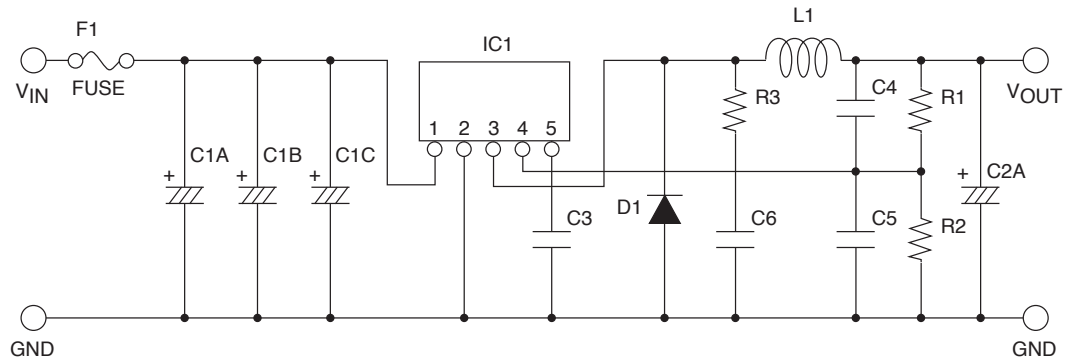 F1
L1
IC1
VIN
FUSE
VOUT
R3
C4
R1
1 2 3 4 5
+ C1A
+ C1B
+ C1C
+ C2A
D1
C3
C6
C5
R2
GND
GND